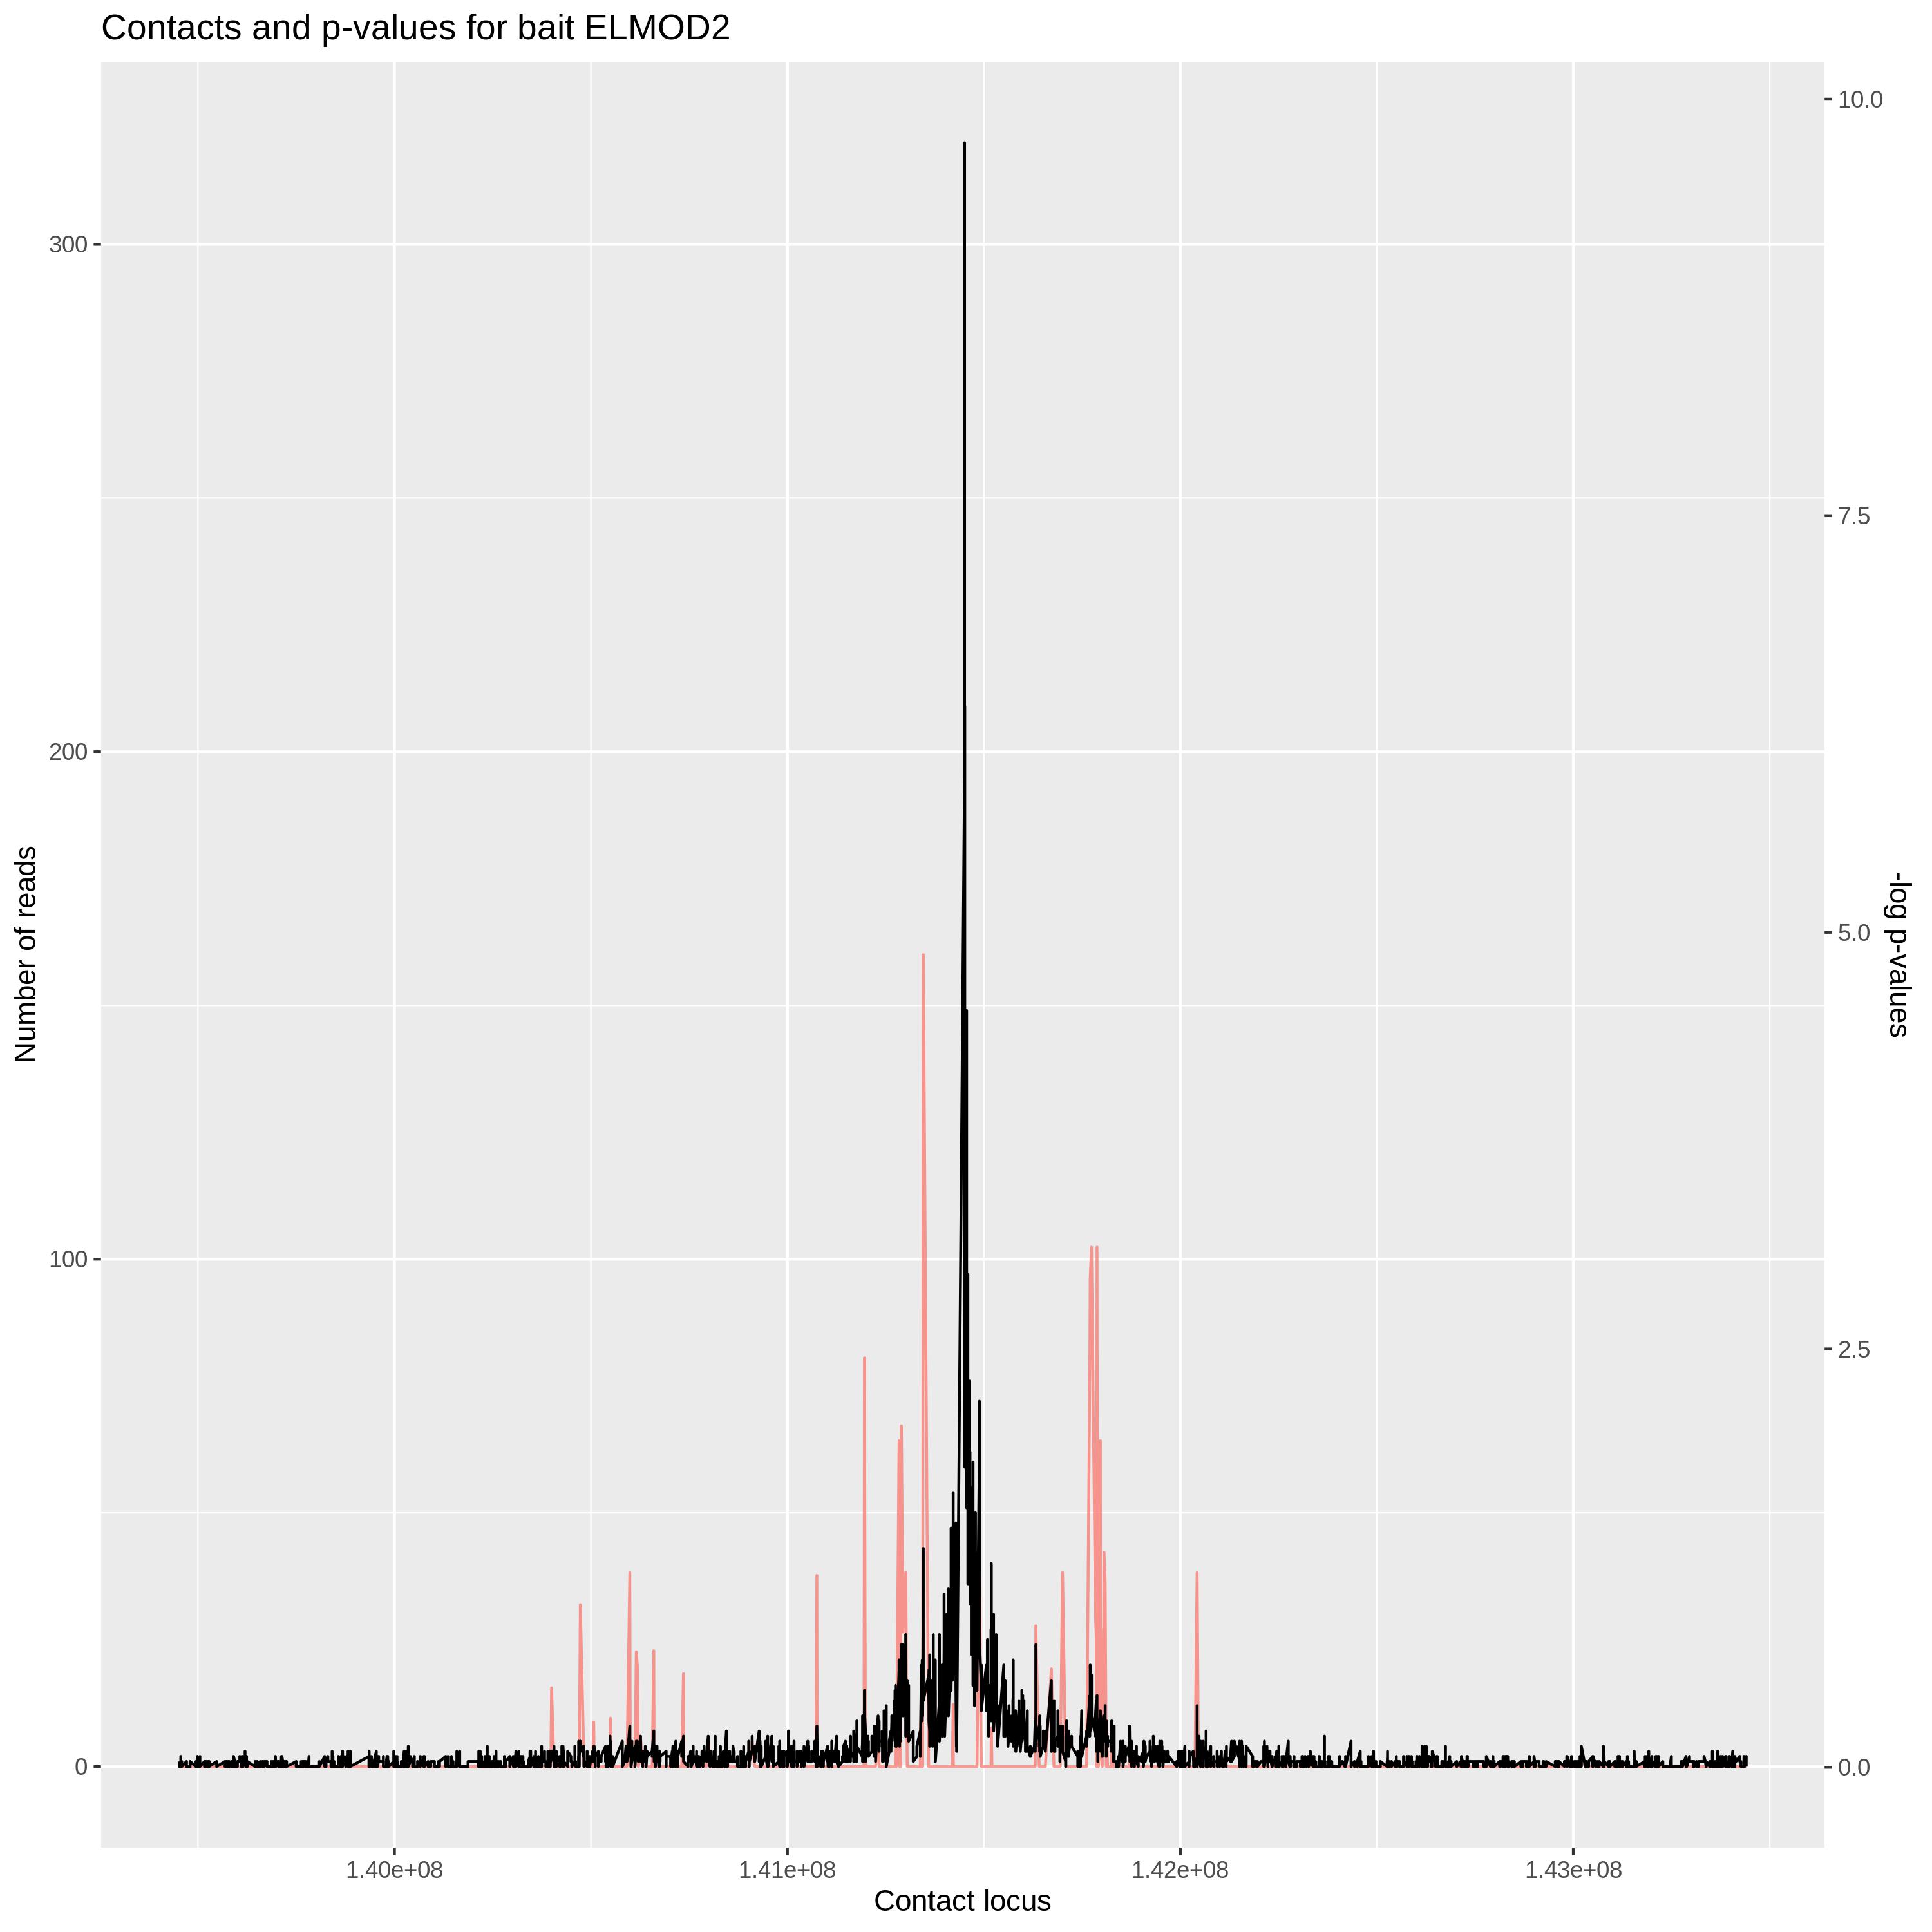 Contacts and p-values for bait ELMOD2
300
200
100
0
Number of reads
10.0
7.5
5.0
2.5
0.0
-log p-values
1.40e+08
1.41e+08
1.42e+08
1.43e+08
Contact locus